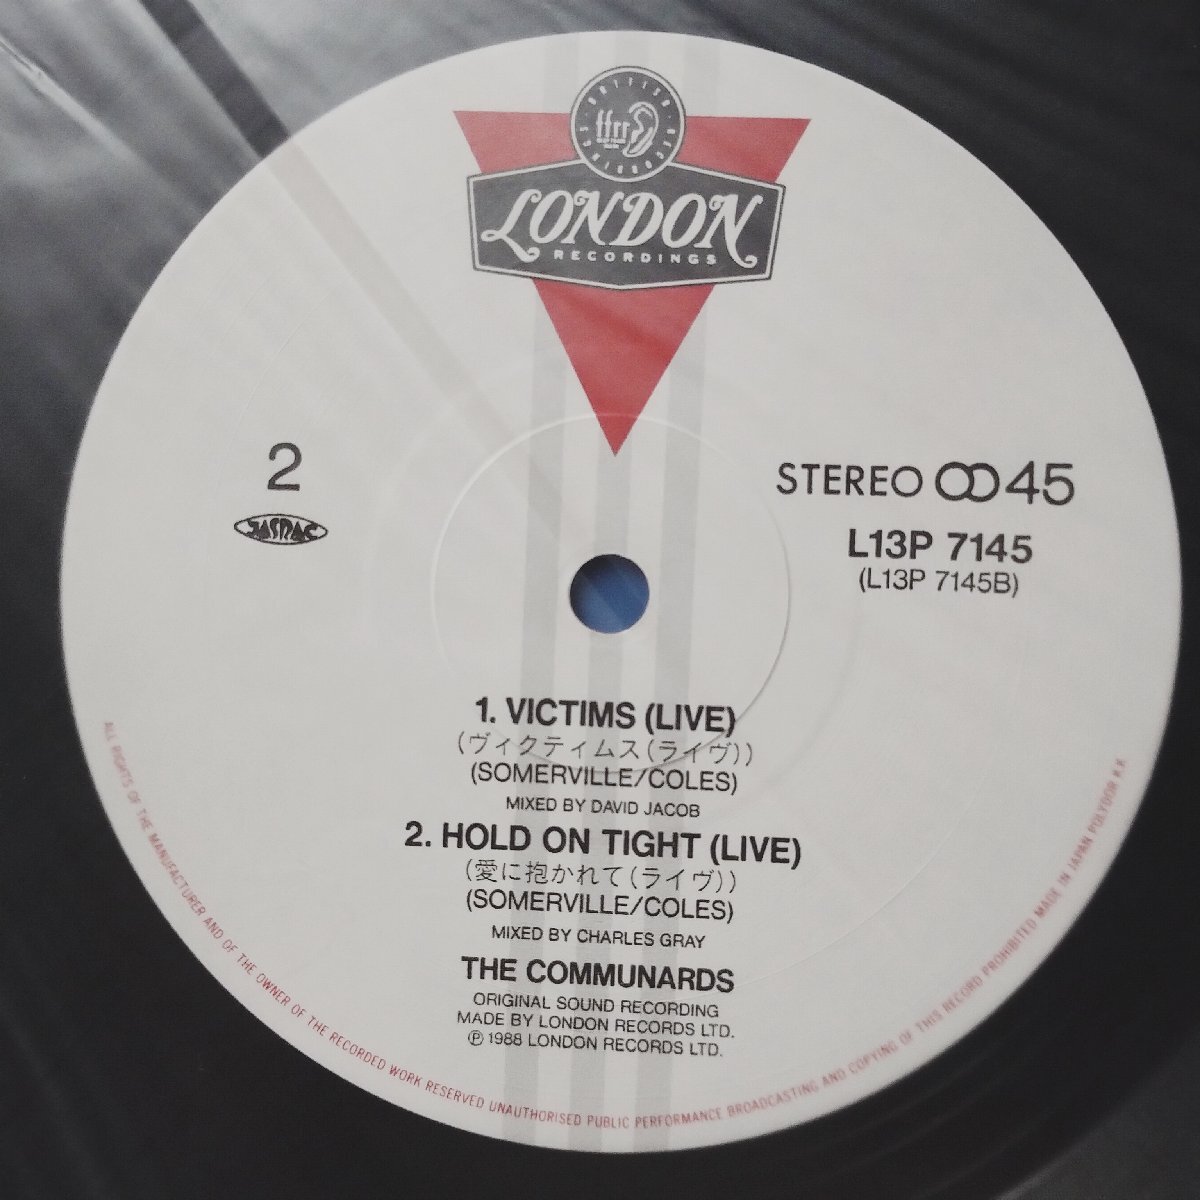 BRITISH RECORDINGS
ffrr
LONDON
RECORDINGS
2
JASRAC
STEREO 45
L13P 7145
(L13P 7145B)
1. VICTIMS (LIVE)
(ヴィクティムス(ライヴ))
(SOMERVILLE/COLES)
MIXED BY DAVID JACOB
2. HOLD ON TIGHT (LIVE)
(愛に抱かれて(ライヴ))
(SOMERVILLE/COLES)
MIXED BY CHARLES GRAY
THE COMMUNARDS
ORIGINAL SOUND RECORDING
MADE BY LONDON RECORDS LTD.
℗ 1988 LONDON RECORDS LTD.
ALL RIGHTS OF THE MANUFACTURER AND OF THE OWNER OF THE RECORDED WORK RESERVED UNAUTHORISED PUBLIC PERFORMANCE BROADCASTING AND COPYING OF THIS RECORD PROHIBITED MADE IN JAPAN POLYDOR K.K